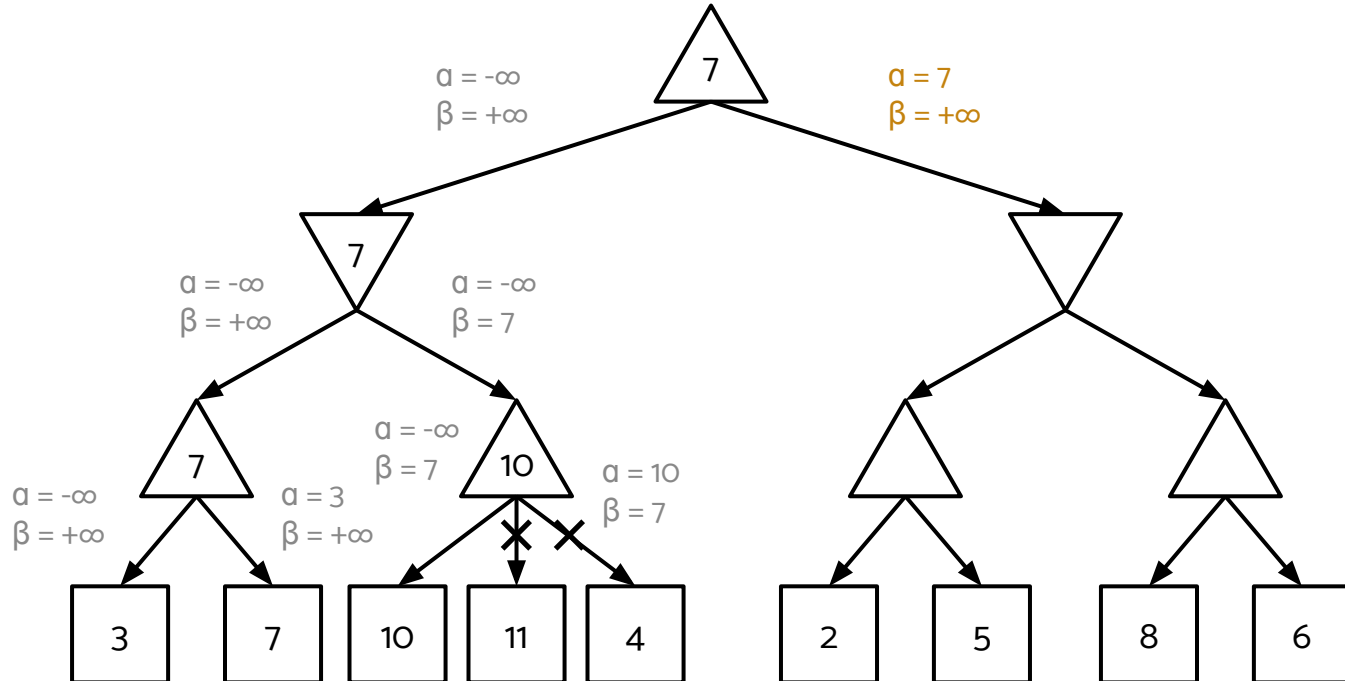 7
α = -∞
β = +∞
α = 7
β = +∞
7
α = -∞
β = +∞
α = -∞
β = 7
7
10
α = -∞
β = 7
α = 10
β = 7
α = -∞
β = +∞
α = 3
β = +∞
3
7
10
11
4
2
5
8
6